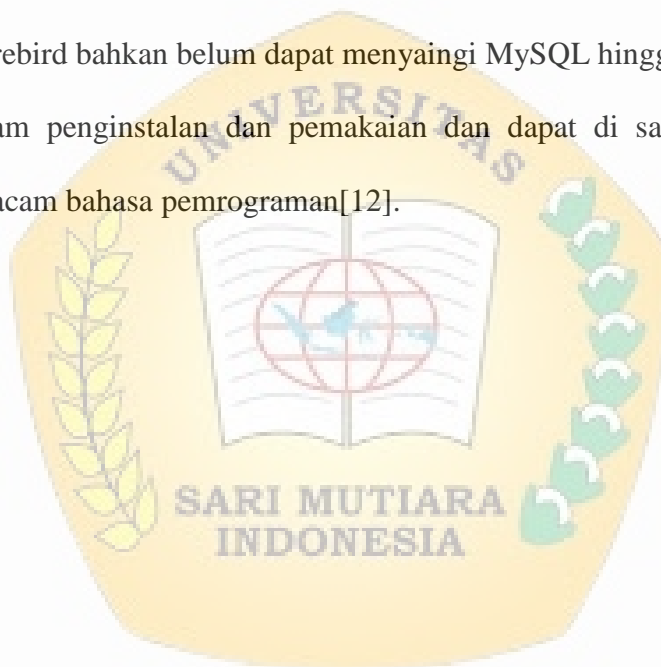 rebird bahkan belum dapat menyaingi MySQL hingg
am penginstalan dan pemakaian dan dapat di sa
acam bahasa pemrograman[12].
UNIVERSITAS
SARI MUTIARA
INDONESIA